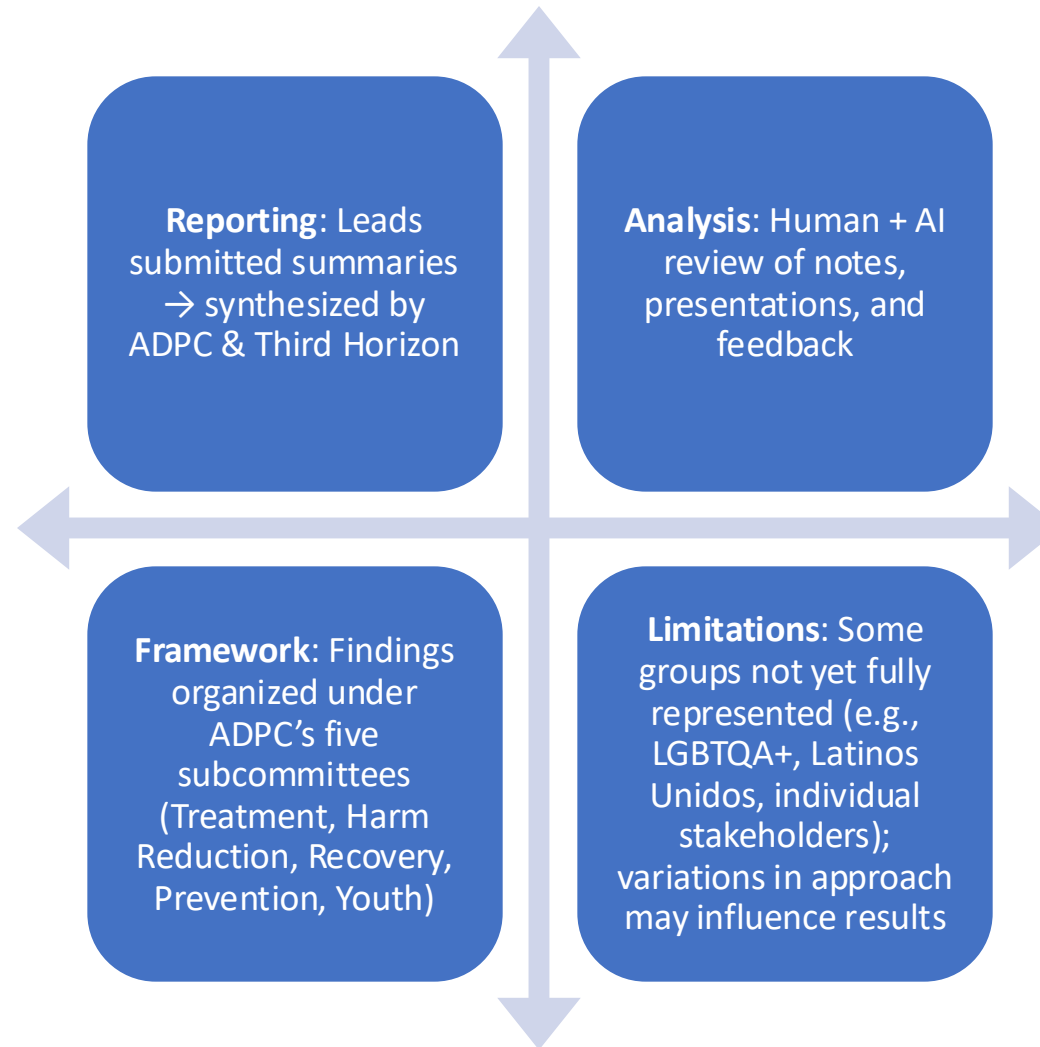 Reporting: Leads
submitted summaries
→ synthesized by
ADPC & Third Horizon
Analysis: Human + AI
review of notes,
presentations, and
feedback
Framework: Findings
organized under
ADPC’s five
subcommittees
(Treatment, Harm
Reduction, Recovery,
Prevention, Youth)
Limitations: Some
groups not yet fully
represented (e.g.,
LGBTQA+, Latinos
Unidos, individual
stakeholders);
variations in approach
may influence results